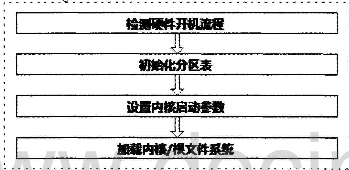 检测硬件开机流程
初始化分区表
设置内核启动参数
加载内核/根文件系统